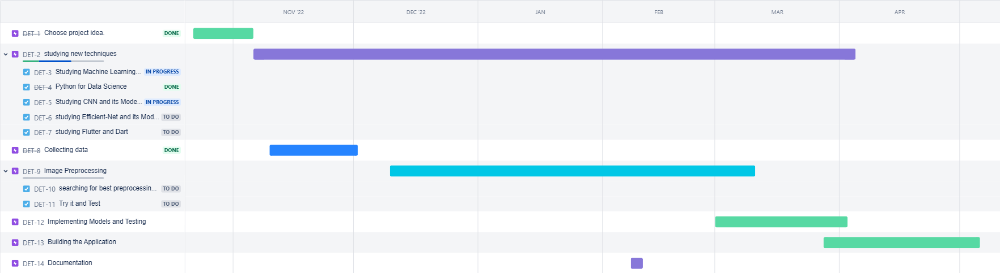 NOV '22 DEC '22 JAN FEB MAR APR
DET-1 Choose project idea. DONE
DET-2 studying new techniques
DET-3 Studying Machine Learning... IN PROGRESS
DET-4 Python for Data Science DONE
DET-5 Studying CNN and its Mode... IN PROGRESS
DET-6 studying Efficient-Net and its Mod... TO DO
DET-7 studying Flutter and Dart TO DO
DET-8 Collecting data DONE
DET-9 Image Preprocessing
DET-10 searching for best preprocessin... TO DO
DET-11 Try it and Test TO DO
DET-12 Implementing Models and Testing
DET-13 Building the Application
DET-14 Documentation